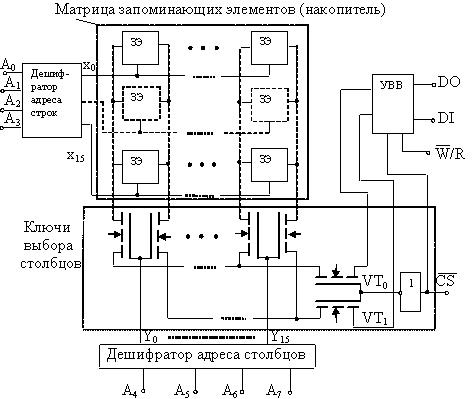 Матрица запоминающих элементов (накопитель)
ЗЭ
ЗЭ
A0
A1
A2
A3
Дешиф-
ратор
адреса
строк
x0
ЗЭ
ЗЭ
x15
ЗЭ
ЗЭ
УВВ
DO
DI
W/R
Ключи
выбора
столбцов
VT0
1
CS
VT1
Y0
Y15
Дешифратор адреса столбцов
A4
A5
A6
A7